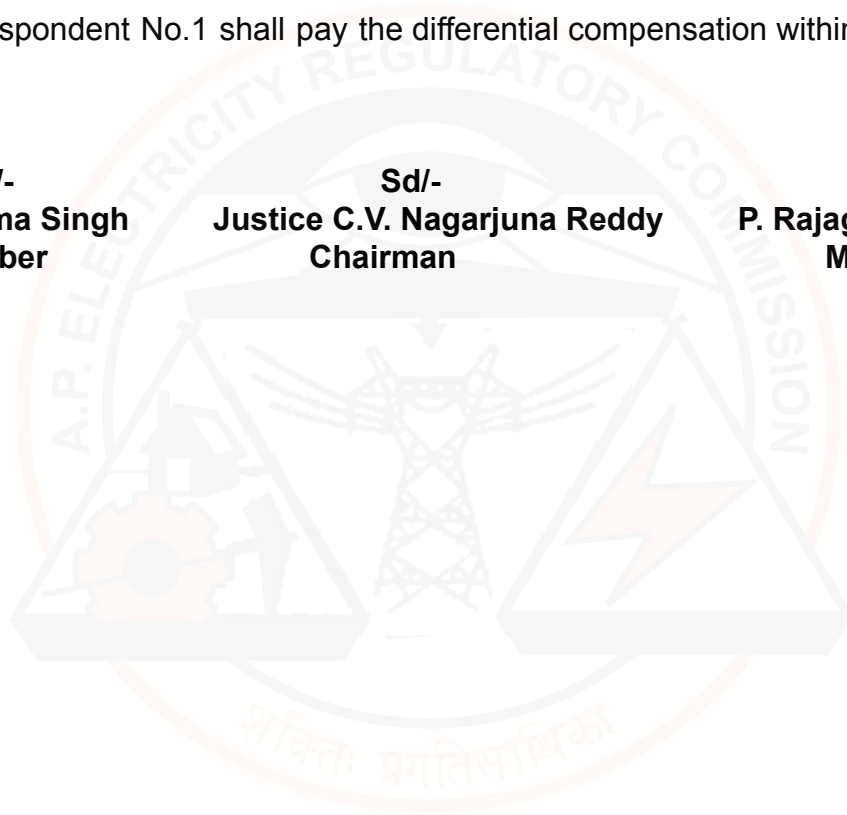 spondent No.1 shall pay the differential compensation within
/- Sd/-
ma Singh Justice C.V. Nagarjuna Reddy P. Rajag
ber Chairman M
A.P. ELECTRICITY REGULATORY COMMISSION
शक्तिः प्रगतिसाधिका